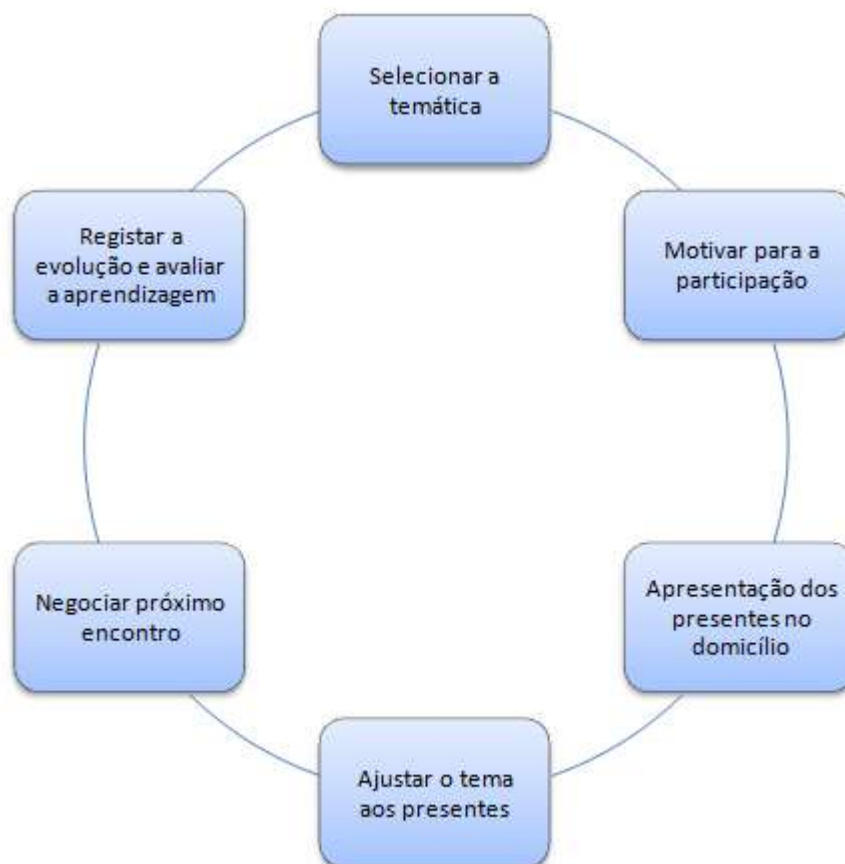 Selecionar a
temática
Motivar para a
participação
Apresentação dos
presentes no
domicílio
Ajustar o tema
aos presentes
Negociar próximo
encontro
Registar a
evolução e avaliar
a aprendizagem